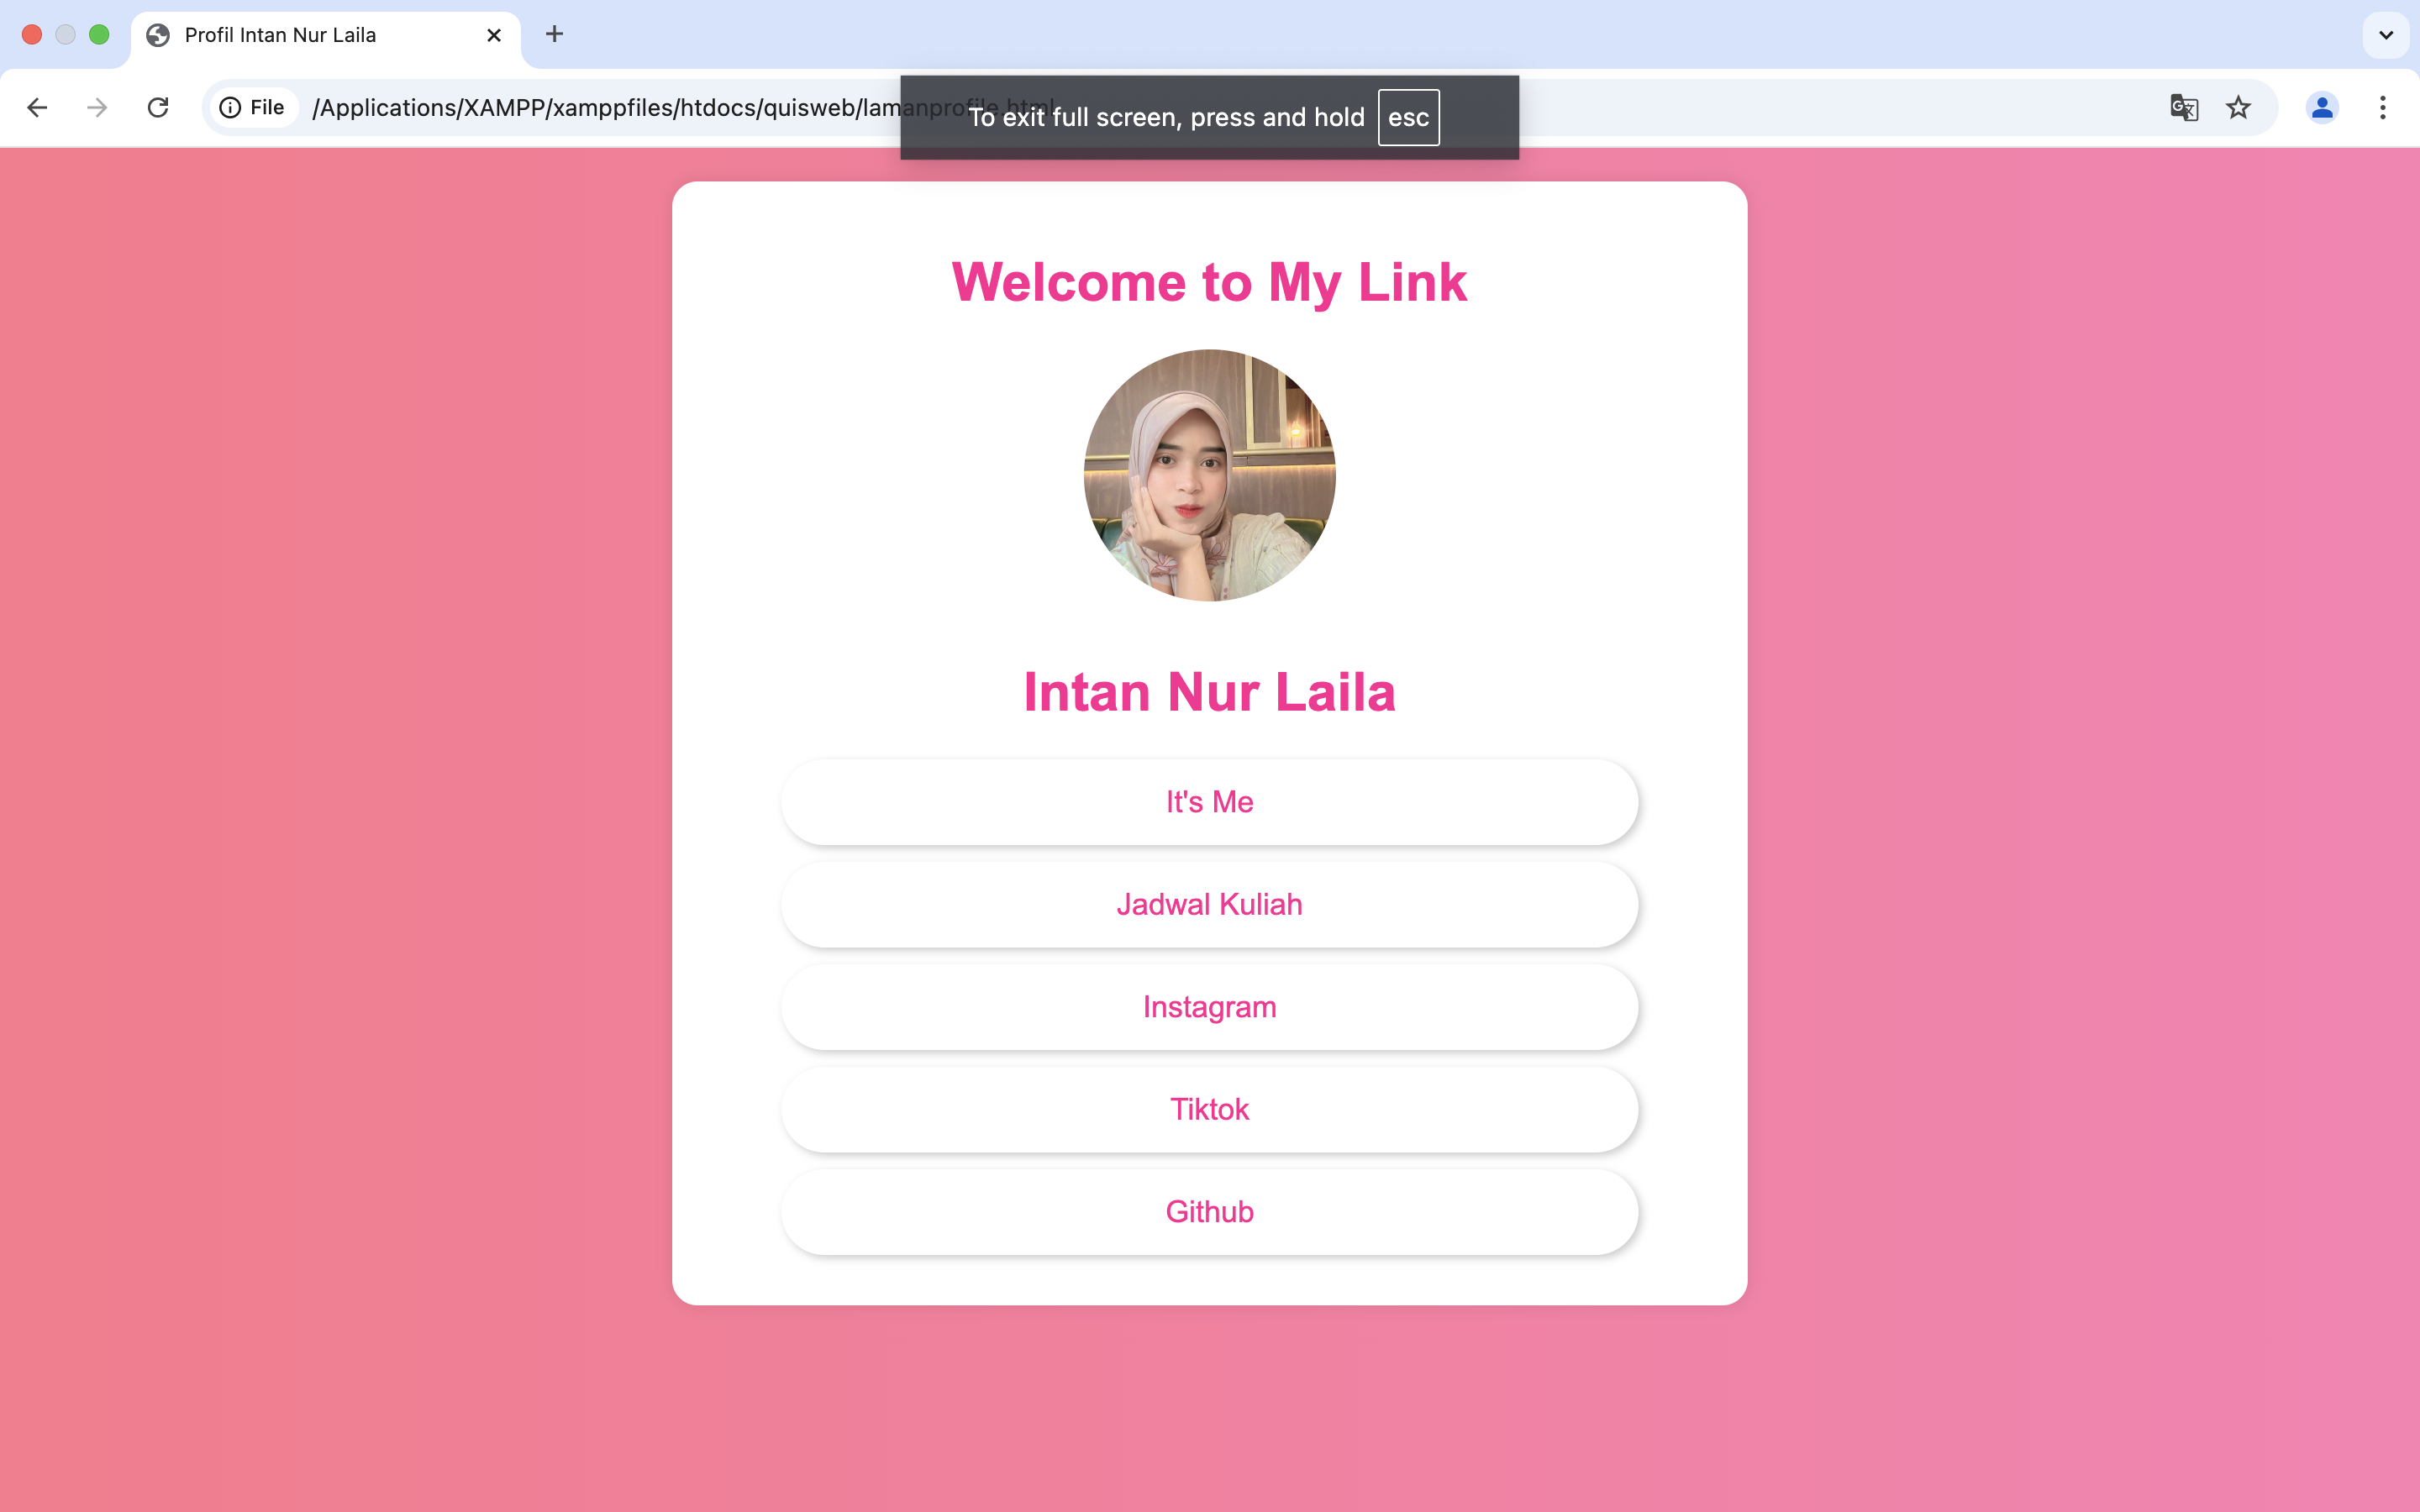 Profil Intan Nur Laila
File /Applications/XAMPP/xamppfiles/htdocs/quisweb/lamanprofile.html
To exit full screen, press and hold esc
Welcome to My Link
Intan Nur Laila
It's Me
Jadwal Kuliah
Instagram
Tiktok
Github